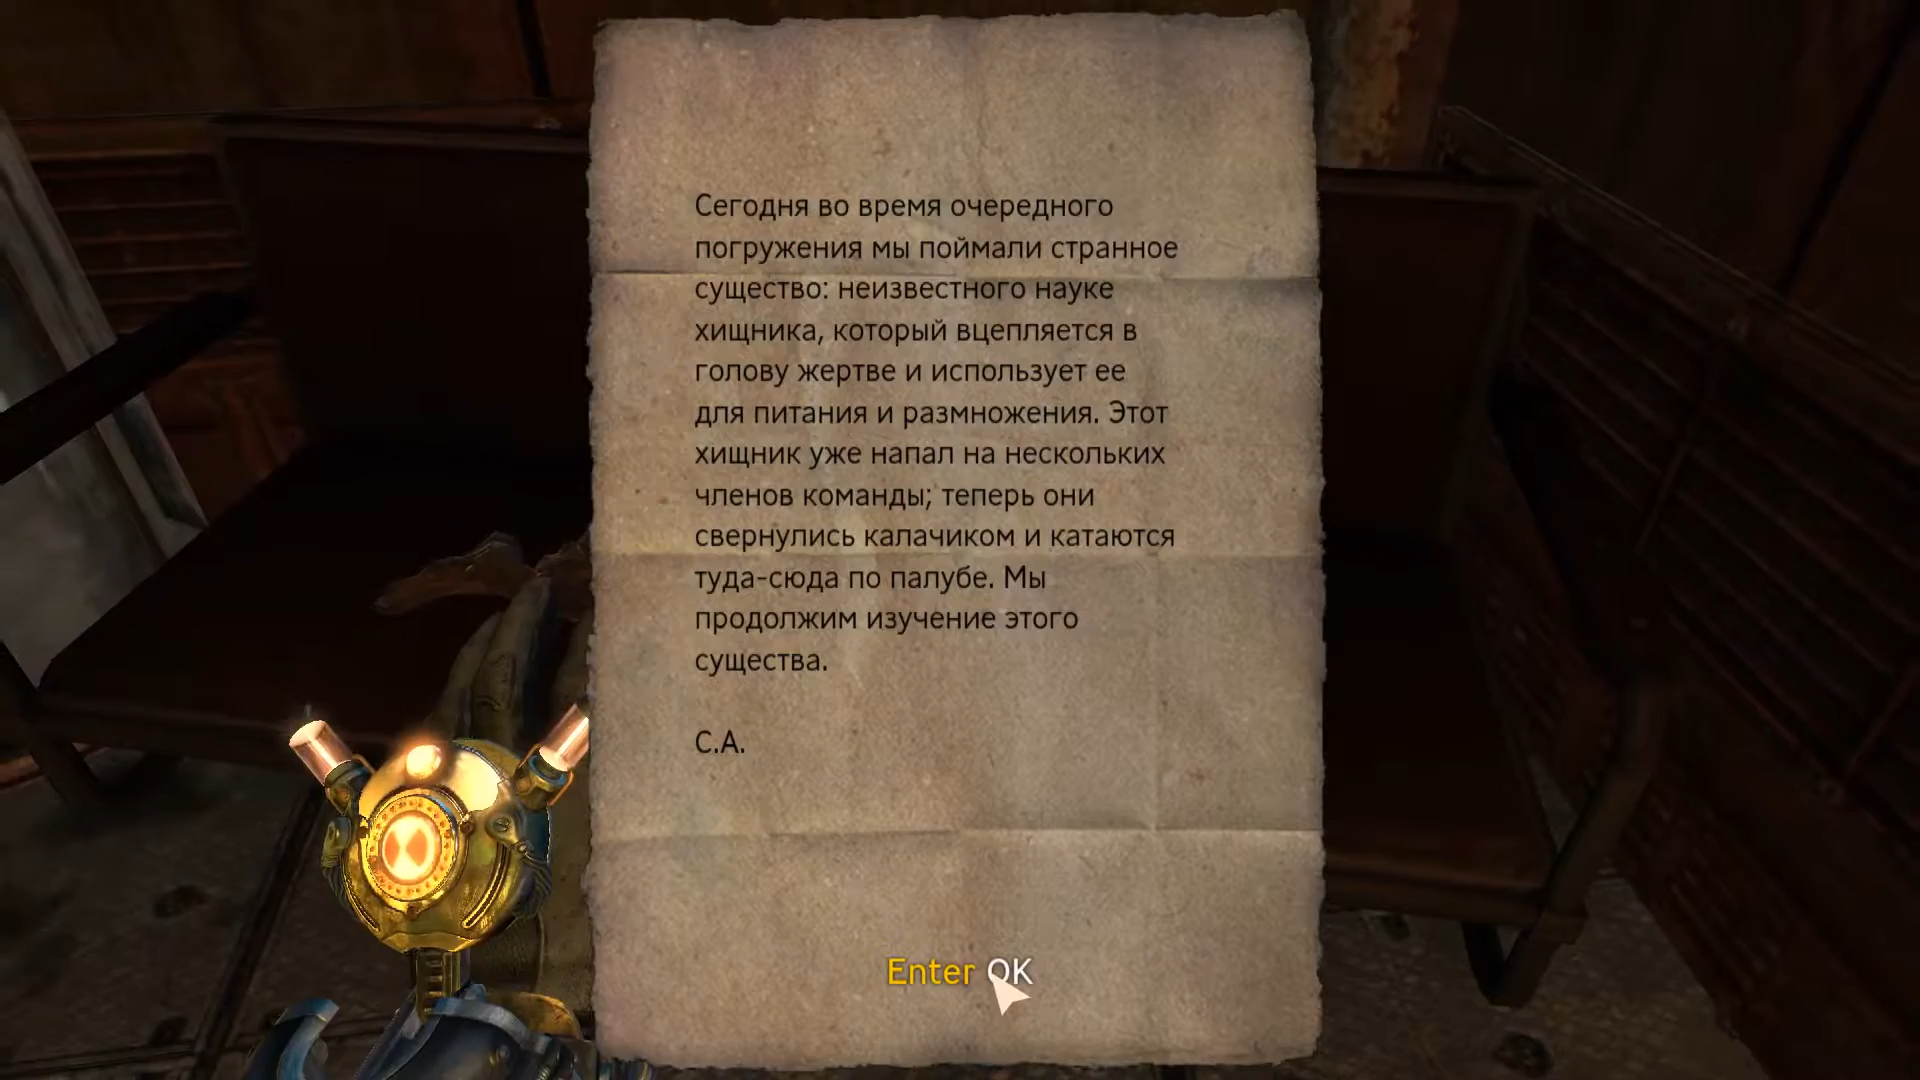 Сегодня во время очередного
погружения мы поймали странное
существо: неизвестного науке
хищника, который вцепляется в
голову жертве и использует ее
для питания и размножения. Этот
хищник уже напал на нескольких
членов команды; теперь они
свернулись калачиком и катаются
туда-сюда по палубе. Мы
продолжим изучение этого
существа.
С.А.
Enter OK